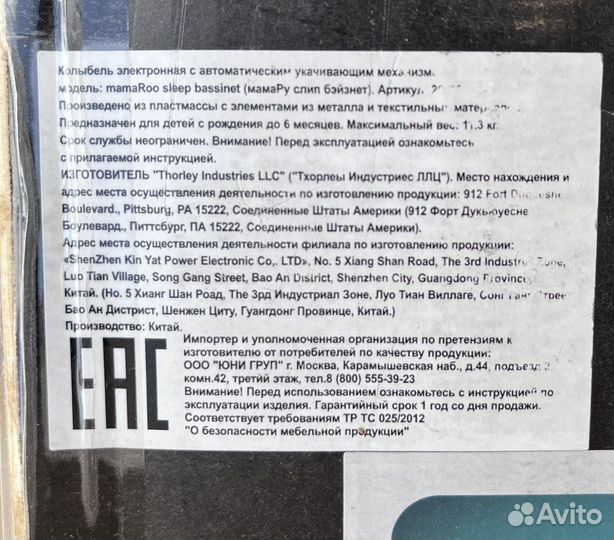 Колыбель электронная с автоматическим укачивающим
модель: mamaRoo sleep bassinet (мамаРу слип бэйзнет). Артикул.
Произведено из пластмассы с элементами из металла и текстильных
Предназначен для детей с рождения до 6 месяцев. Максимальный вес: 11,3 кг.
Срок службы неограничен. Внимание! Перед эксплуатацией ознакомьтесь
с прилагаемой инструкцией.
ИЗГОТОВИТЕЛЬ "Thorley Industries LLC" ("Тхорлеы Индустриес ЛЛЦ"). Место нахождения и
адрес места осуществления деятельности по изготовлению продукции: 912 Fort
Boulevard., Pittsburg, PA 15222, Соединенные Штаты Америки (912 Форт Дукьюуесне
Боулевард., Питтсбург, ПА 15222, Соединенные Штаты Америки).
Адрес места осуществления деятельности филиала по изготовлению продукции:
«ShenZhen Kin Yat Power Electronic Co,. LTD», No. 5 Xiang Shan Road, The 3rd Industrial Zone,
Luo Tian Village, Song Gang Street, Bao An District, Shenzhen City, Guangdong Province,
Китай. (Но. 5 Хианг Шан Роад, Тхе 3рд Индустриал Зоне, Луо Тиан Виллаге,
Бао Ан Дистрист, Шенжен Циту, Гуангдонг Провинце, Китай.)
Производство: Китай.
EAC
Импортер и уполномоченная организация по претензиям к
изготовителю от потребителей по качеству продукции:
ООО "ЮНИ ГРУП" г. Москва, Карамышевская наб., д.44, подъезд
комн.42, третий этаж, тел.8 (800) 555-39-23
Внимание! Перед использованием ознакомьтесь с инструкцией по
эксплуатации изделия. Гарантийный срок 1 год со дня продажи.
Соответствует требованиям ТР ТС 025/2012
"О безопасности мебельной продукции"
Avito